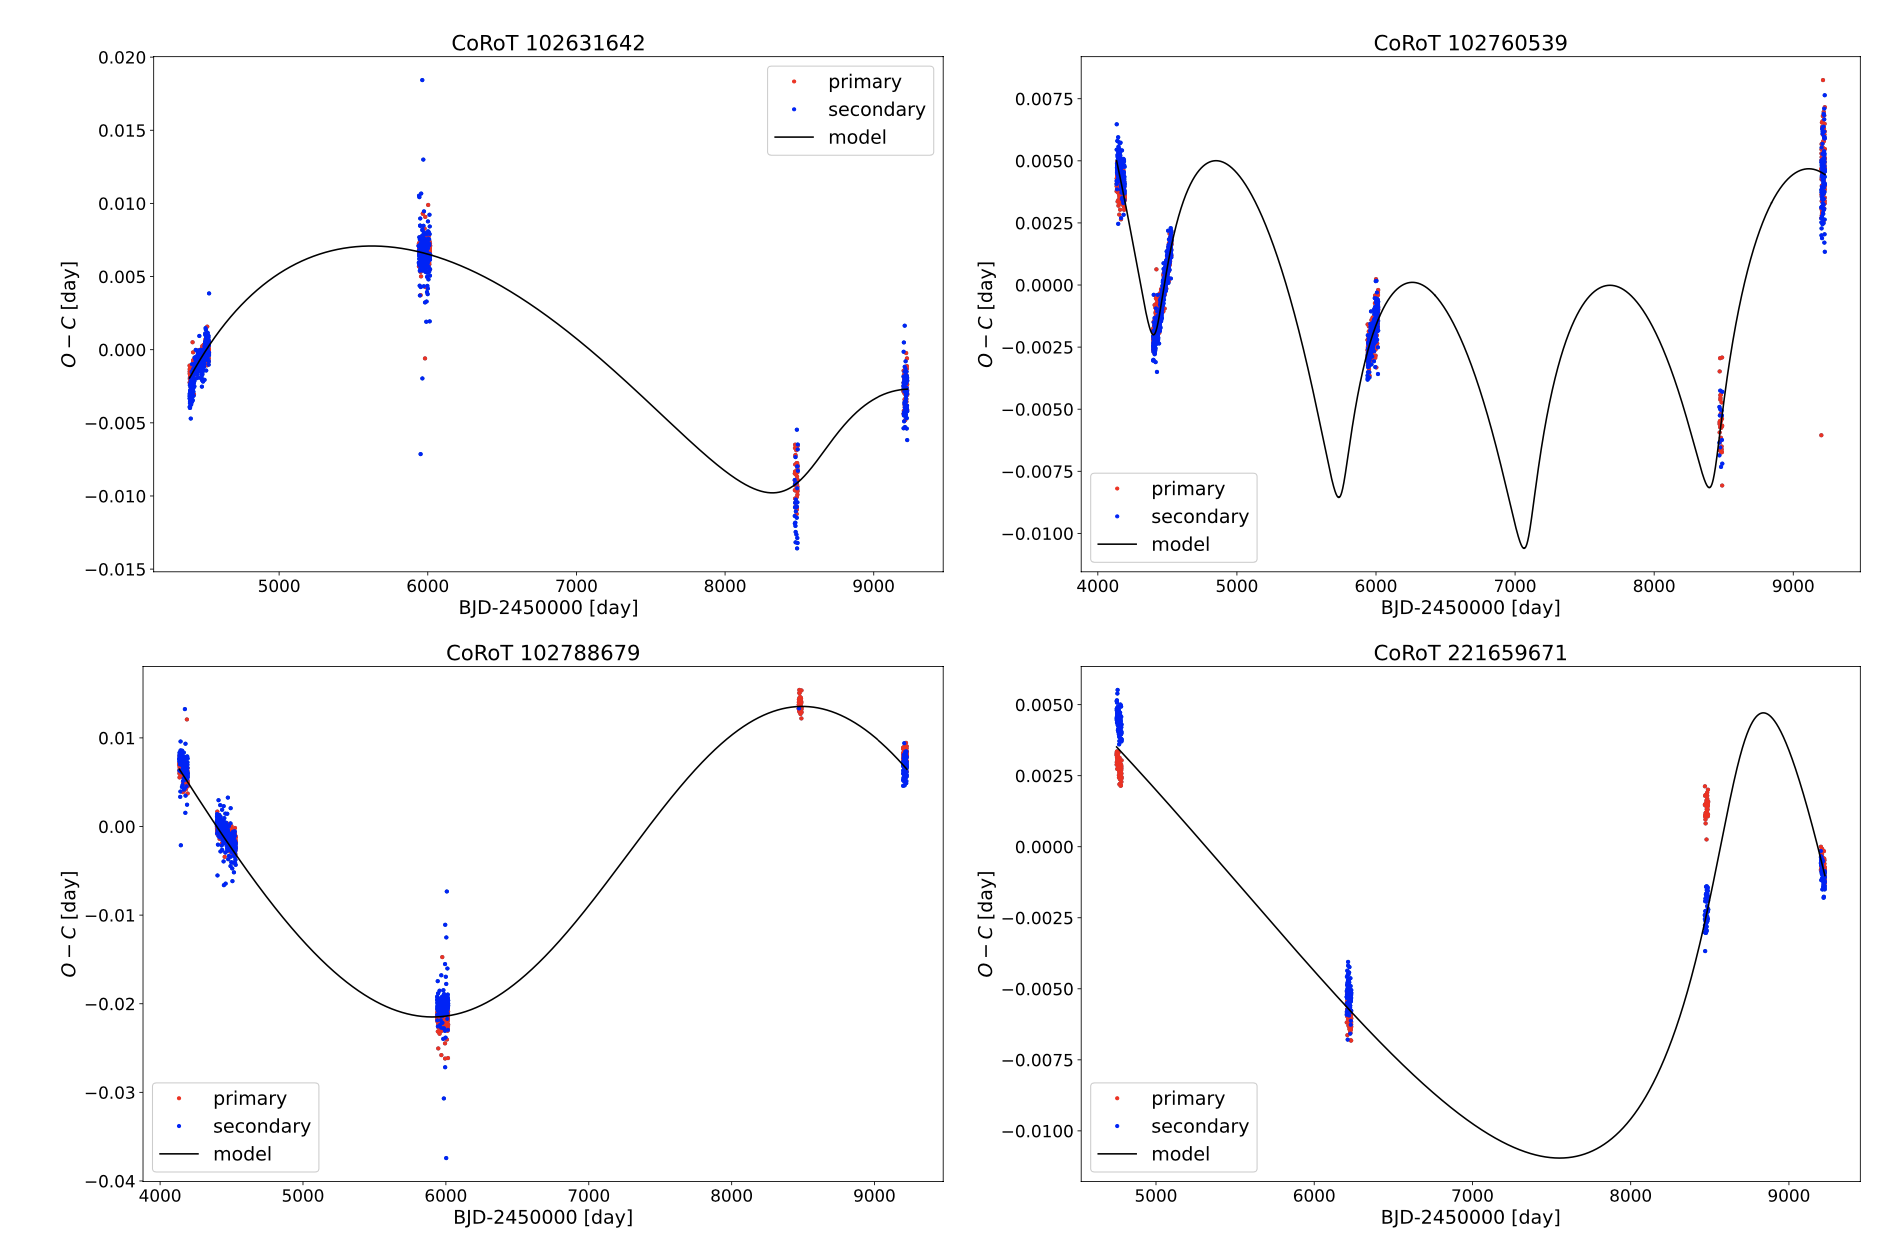 CoRoT 102631642
0.020
0.015
0.010
0.005
0.000
−0.005
−0.010
−0.015
O − C [day]
primary
secondary
model
5000 6000 7000 8000 9000
BJD-2450000 [day]
CoRoT 102760539
0.0075
0.0050
0.0025
0.0000
−0.0025
−0.0050
−0.0075
−0.0100
O − C [day]
primary
secondary
model
4000 5000 6000 7000 8000 9000
BJD-2450000 [day]
CoRoT 102788679
0.01
0.00
−0.01
−0.02
−0.03
−0.04
O − C [day]
primary
secondary
model
4000 5000 6000 7000 8000 9000
BJD-2450000 [day]
CoRoT 221659671
0.0050
0.0025
0.0000
−0.0025
−0.0050
−0.0075
−0.0100
O − C [day]
primary
secondary
model
5000 6000 7000 8000 9000
BJD-2450000 [day]